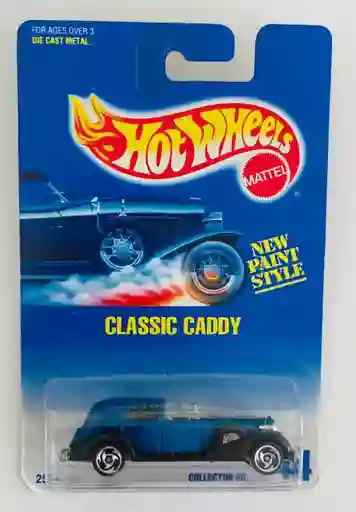 FOR AGES OVER 3
DIE CAST METAL
HOT WHEELS
MATTEL
NEW
PAINT
STYLE
CLASSIC CADDY
COLLECTOR